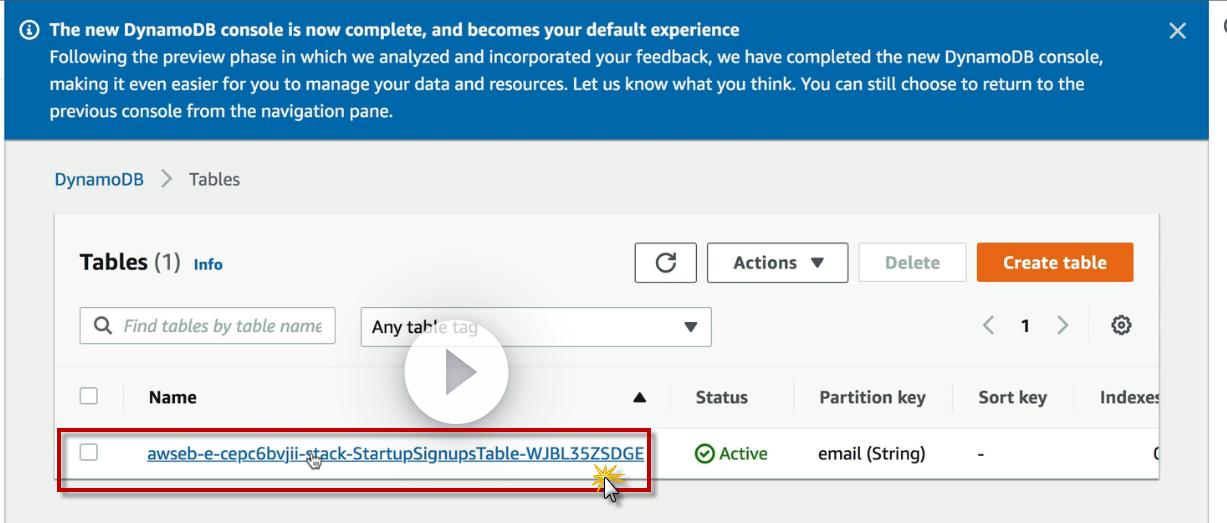 The new DynamoDB console is now complete, and becomes your default experience
Following the preview phase in which we analyzed and incorporated your feedback, we have completed the new DynamoDB console,
making it even easier for you to manage your data and resources. Let us know what you think. You can still choose to return to the
previous console from the navigation pane.
DynamoDB > Tables
Tables (1) Info
Actions
Delete
Create table
Find tables by table name
Any table tag
1
Name
Status
Partition key
Sort key
Indexes
awseb-e-cepc6bvjii-stack-StartupSignupsTable-WJBL35ZSDGE
Active
email (String)
-